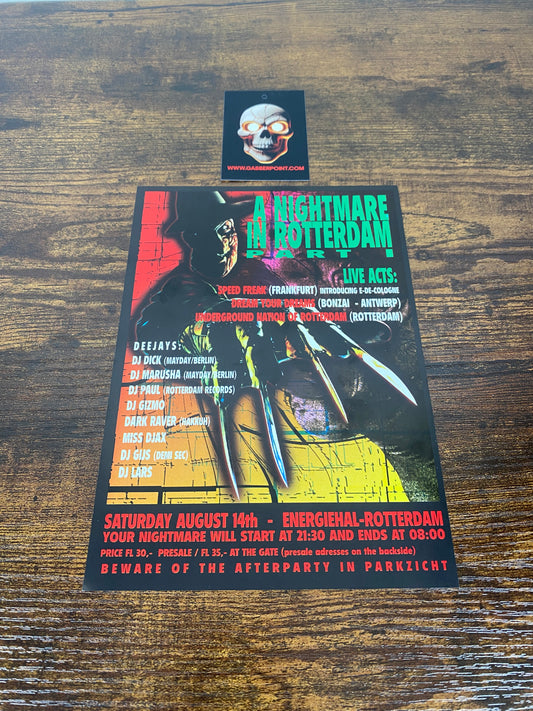 WWW.GABBERPOINT.COM
A NIGHTMARE
IN ROTTERDAM
PART I
LIVE ACTS:
SPEED FREAK (FRANKFURT) INTRODUCING E-DE-COLOGNE
DREAM YOUR DREAMS (BONZAI - ANTWERP)
UNDERGROUND NATION OF ROTTERDAM (ROTTERDAM)
DEEJAYS:
DJ DICK (MAYDAY/BERLIN)
DJ MARUSHA (MAYDAY/BERLIN)
DJ PAUL (ROTTERDAM RECORDS)
DJ GIZMO
DARK RAVER (HAKKUH)
MISS DJAX
DJ GIJS (DEMI SEC)
DJ LARS
SATURDAY AUGUST 14th - ENERGIEHAL-ROTTERDAM
YOUR NIGHTMARE WILL START AT 21:30 AND ENDS AT 08:00
PRICE FL 30,- PRESALE / FL 35,- AT THE GATE (presale adresses on the backside)
BEWARE OF THE AFTERPARTY IN PARKZICHT